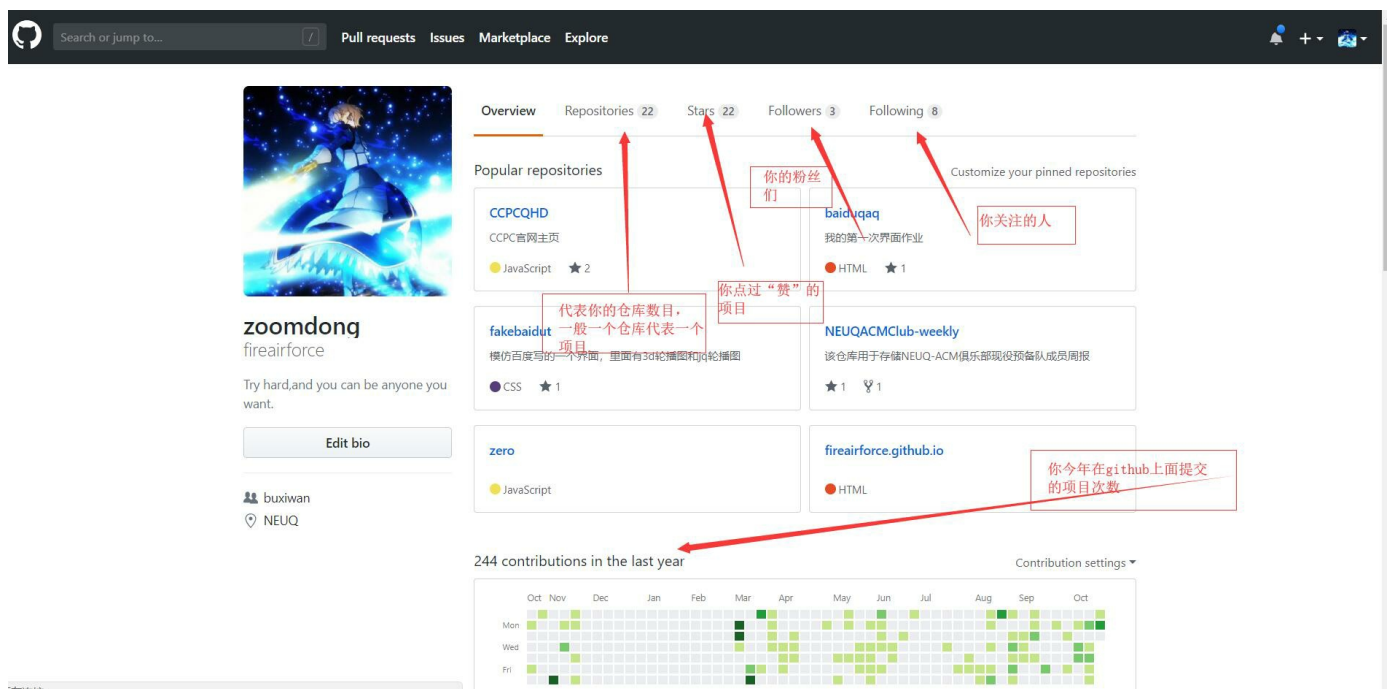 Search or jump to... /
Pull requests Issues Marketplace Explore
Overview Repositories 22 Stars 22 Followers 3 Following 8
Popular repositories
Customize your pinned repositories
你的粉丝
们
你关注的人
CCPCQHD
CCPC官网主页
JavaScript 2
baiduqaq
我的第一次界面作业
HTML 1
代表你的仓库数目，
一般一个仓库代表一个
项目
你点过“赞”的
项目
fakebaidut
模仿百度写的一个界面，里面有3d轮播图和jq轮播图
CSS 1
NEUQACMClub-weekly
该仓库用于存储NEUQ-ACM俱乐部现役预备队成员周报
1 1
zoomdong
fireairforce
Try hard,and you can be anyone you
want.
Edit bio
buxiwan
NEUQ
zero
JavaScript
fireairforce.github.io
HTML
你今年在github上面提交
的项目次数
244 contributions in the last year
Contribution settings
Oct Nov Dec Jan Feb Mar Apr May Jun Jul Aug Sep Oct
Mon
Wed
Fri